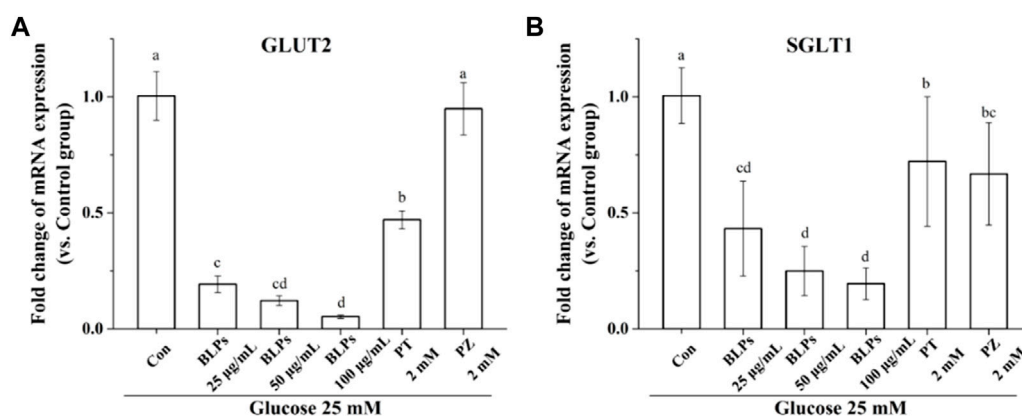 A
GLUT2
Fold change of mRNA expression
(vs. Control group)
1.0
0.5
0.0
a
c
cd
d
b
a
Con
BLPs
25 µg/mL
BLPs
50 µg/mL
BLPs
100 µg/mL
PT
2 mM
PZ
2 mM
Glucose 25 mM
B
SGLT1
Fold change of mRNA expression
(vs. Control group)
1.0
0.5
0.0
a
cd
d
d
b
bc
Con
BLPs
25 µg/mL
BLPs
50 µg/mL
BLPs
100 µg/mL
PT
2 mM
PZ
2 mM
Glucose 25 mM